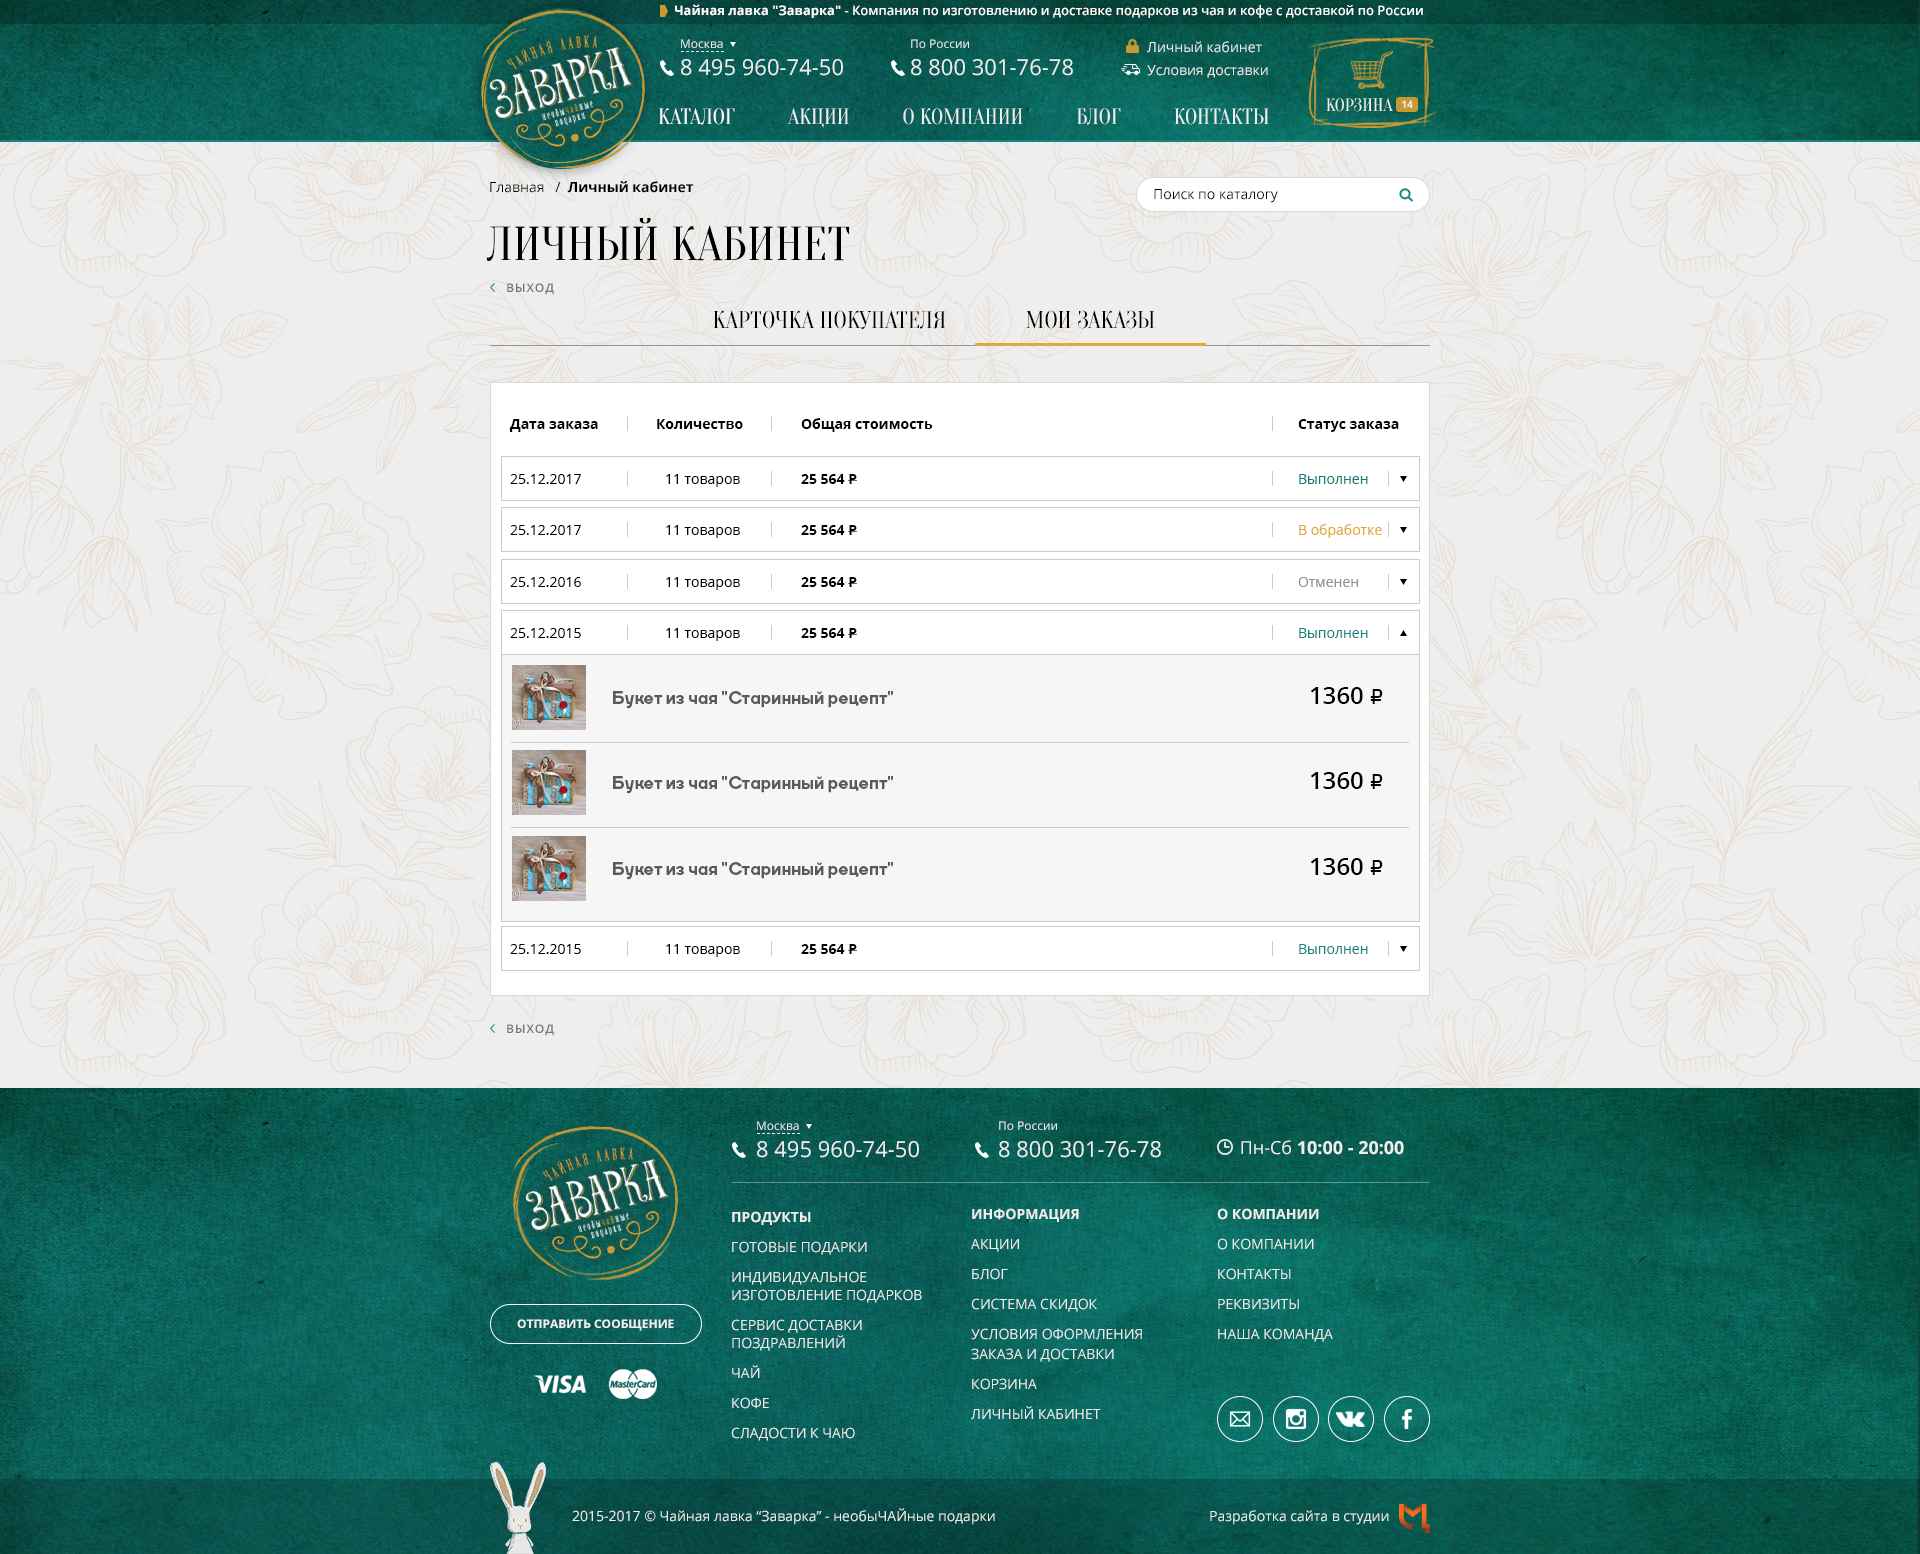 Чайная лавка "Заварка" - Компания по изготовлению и доставке подарков из чая и кофе с доставкой по России
ЧАЙНАЯ ЛАВКА
ЗАВАРКА
необычайные
подарки
Москва
8 495 960-74-50
По России
8 800 301-76-78
Личный кабинет
Условия доставки
КОРЗИНА 14
КАТАЛОГ АКЦИИ О КОМПАНИИ БЛОГ КОНТАКТЫ
Главная / Личный кабинет
Поиск по каталогу
ЛИЧНЫЙ КАБИНЕТ
ВЫХОД
КАРТОЧКА ПОКУПАТЕЛЯ МОИ ЗАКАЗЫ
Дата заказа Количество Общая стоимость Статус заказа
25.12.2017 11 товаров 25 564 ₽ Выполнен
25.12.2017 11 товаров 25 564 ₽ В обработке
25.12.2016 11 товаров 25 564 ₽ Отменен
25.12.2015 11 товаров 25 564 ₽ Выполнен
Букет из чая "Старинный рецепт" 1360 ₽
Букет из чая "Старинный рецепт" 1360 ₽
Букет из чая "Старинный рецепт" 1360 ₽
25.12.2015 11 товаров 25 564 ₽ Выполнен
ВЫХОД
ЧАЙНАЯ ЛАВКА
ЗАВАРКА
необычайные
подарки
ОТПРАВИТЬ СООБЩЕНИЕ
VISA MasterCard
Москва
8 495 960-74-50
По России
8 800 301-76-78
Пн-Сб 10:00 - 20:00
ПРОДУКТЫ
ГОТОВЫЕ ПОДАРКИ
ИНДИВИДУАЛЬНОЕ
ИЗГОТОВЛЕНИЕ ПОДАРКОВ
СЕРВИС ДОСТАВКИ
ПОЗДРАВЛЕНИЙ
ЧАЙ
КОФЕ
СЛАДОСТИ К ЧАЮ
ИНФОРМАЦИЯ
АКЦИИ
БЛОГ
СИСТЕМА СКИДОК
УСЛОВИЯ ОФОРМЛЕНИЯ
ЗАКАЗА И ДОСТАВКИ
КОРЗИНА
ЛИЧНЫЙ КАБИНЕТ
О КОМПАНИИ
О КОМПАНИИ
КОНТАКТЫ
РЕКВИЗИТЫ
НАША КОМАНДА
2015-2017 © Чайная лавка “Заварка” - необыЧАЙные подарки
Разработка сайта в студии